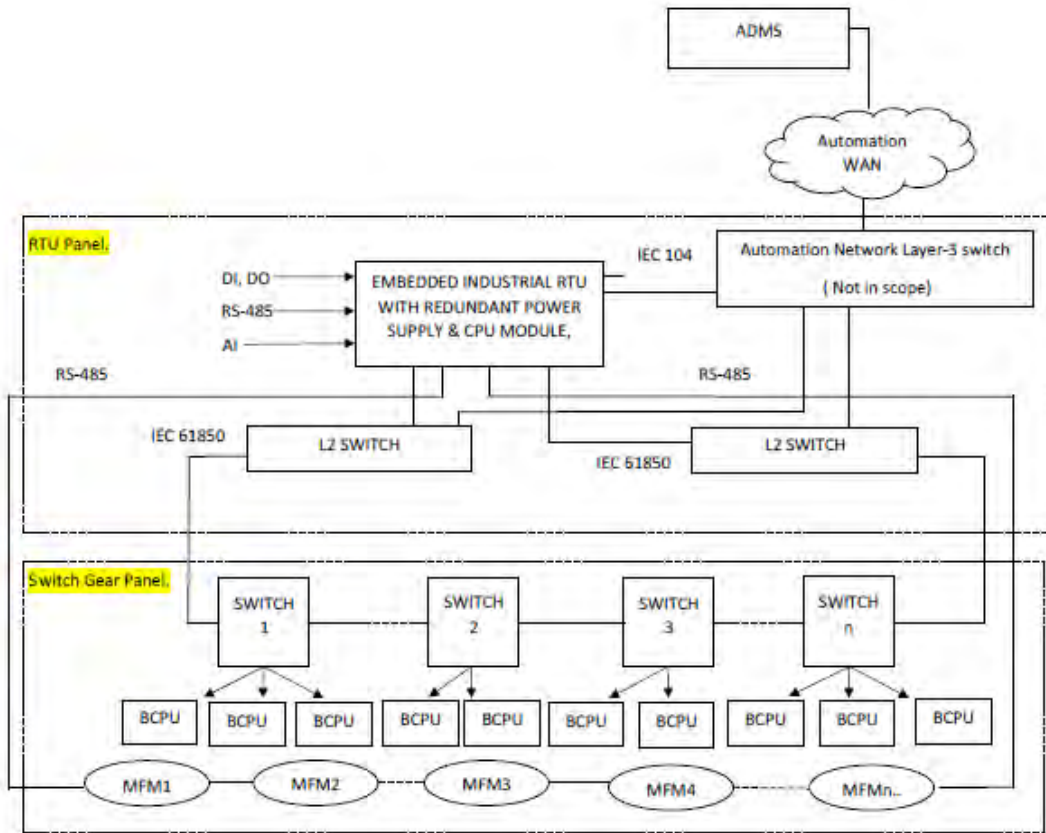 ADMS
Automation
WAN
RTU Panel.
IEC 104
Automation Network Layer-3 switch
( Not in scope)
DI, DO
RS-485
AI
EMBEDDED INDUSTRIAL RTU
WITH REDUNDANT POWER
SUPPLY & CPU MODULE,
RS-485
RS-485
IEC 61850
L2 SWITCH
IEC 61850
L2 SWITCH
Switch Gear Panel.
SWITCH
1
SWITCH
2
SWITCH
3
SWITCH
n
BCPU
BCPU
BCPU
BCPU
BCPU
BCPU
BCPU
BCPU
BCPU
BCPU
MFM1
MFM2
MFM3
MFM4
MFMn..